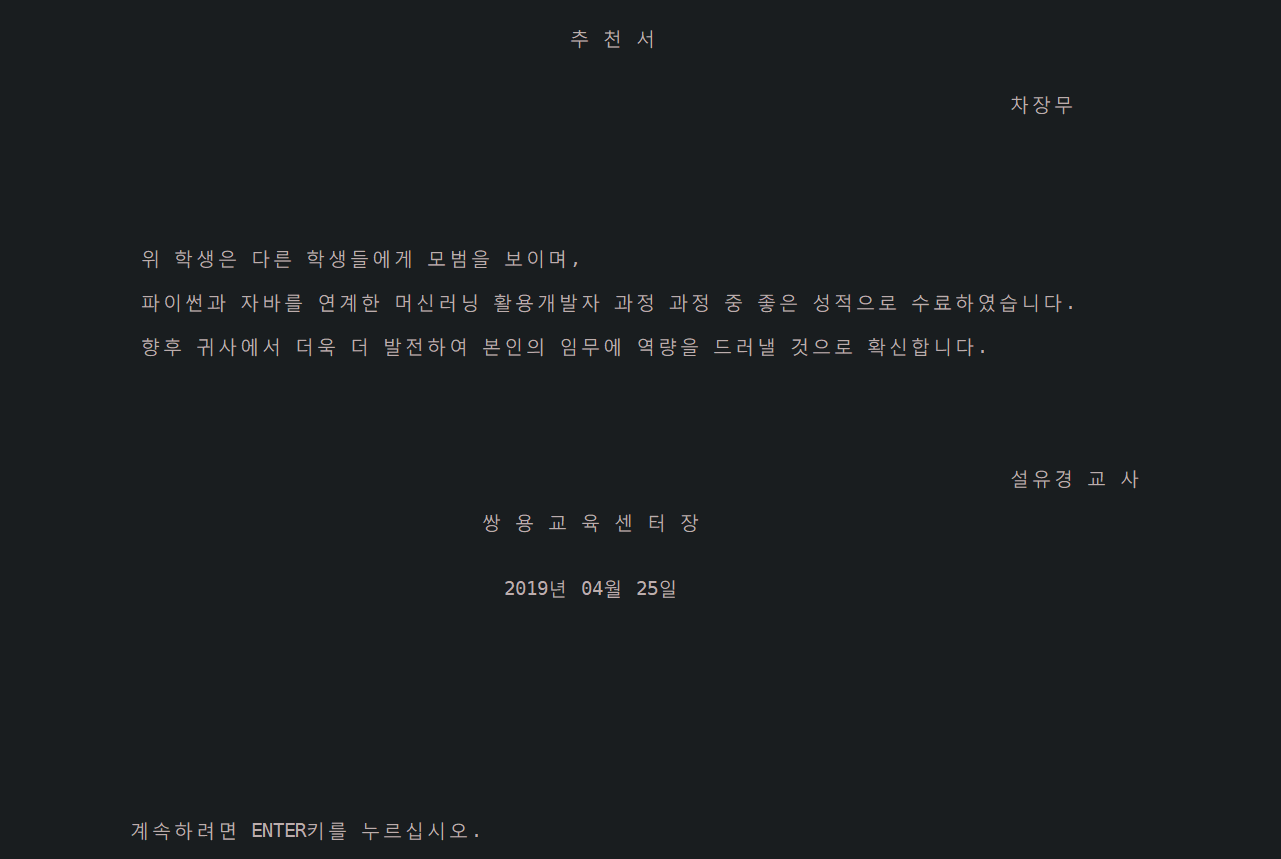 추 천 서
차장무
위 학생은 다른 학생들에게 모범을 보이며,
파이썬과 자바를 연계한 머신러닝 활용개발자 과정 과정 중 좋은 성적으로 수료하였습니다.
향후 귀사에서 더욱 더 발전하여 본인의 임무에 역량을 드러낼 것으로 확신합니다.
설유경 교 사
쌍 용 교 육 센 터 장
2019년 04월 25일
계속하려면 ENTER키를 누르십시오.